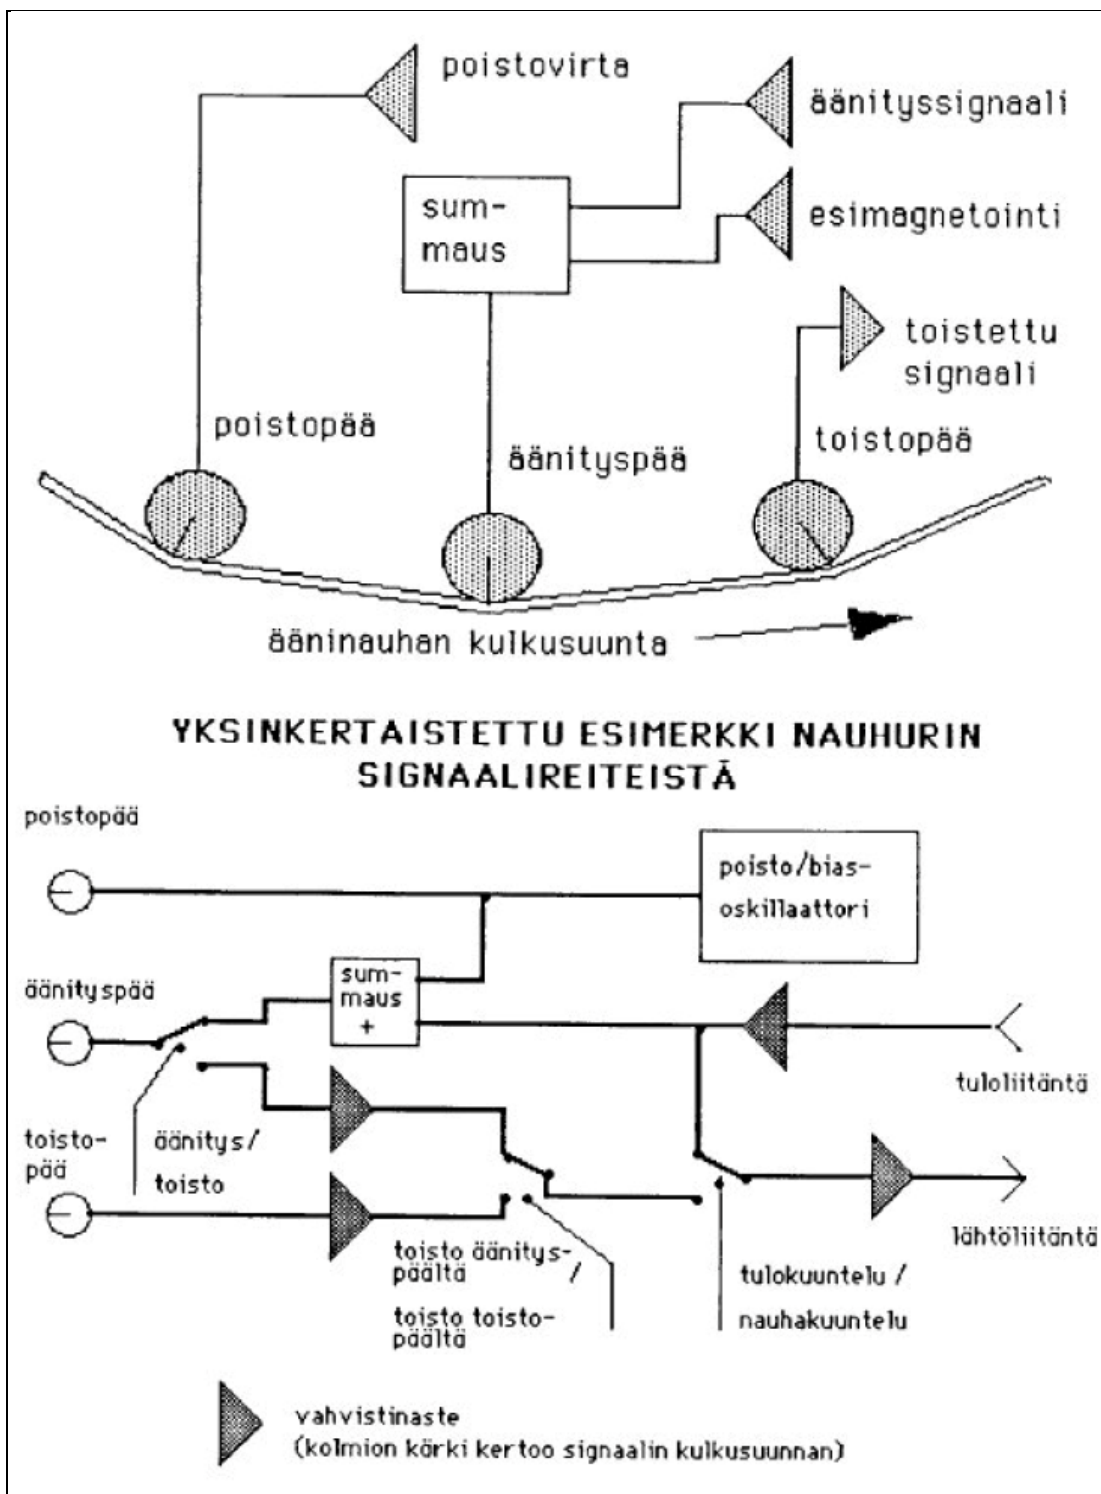 poistovirta
äänityssignaali
sum-
maus
esimagnetointi
toistettu
signaali
poistopää
äänityspää
toistopää
ääninauhan kulkusuunta
YKSINKERTAISTETTU ESIMERKKI NAUHURIN
SIGNAALIREITEISTÄ
poistopää
poisto/bias-
oskillaattori
äänityspää
sum-
maus
+
tuloliitäntä
toisto-
pää
äänitys/
toisto
toisto äänitys-
päältä /
toisto toisto-
päältä
tulokuuntelu /
nauhakuuntelu
lähtöliitäntä
vahvistinaste
(kolmion kärki kertoo signaalin kulkusuunnan)